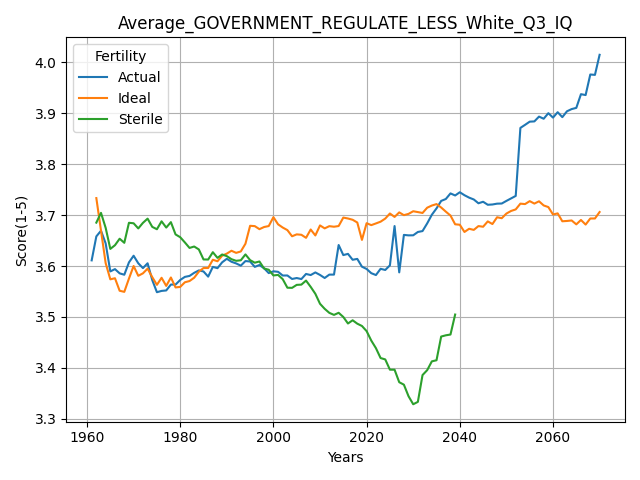 Average_GOVERNMENT_REGULATE_LESS_White_Q3_IQ
Fertility
Actual
Ideal
Sterile
Score(1-5)
4.0
3.9
3.8
3.7
3.6
3.5
3.4
3.3
1960 1980 2000 2020 2040 2060
Years